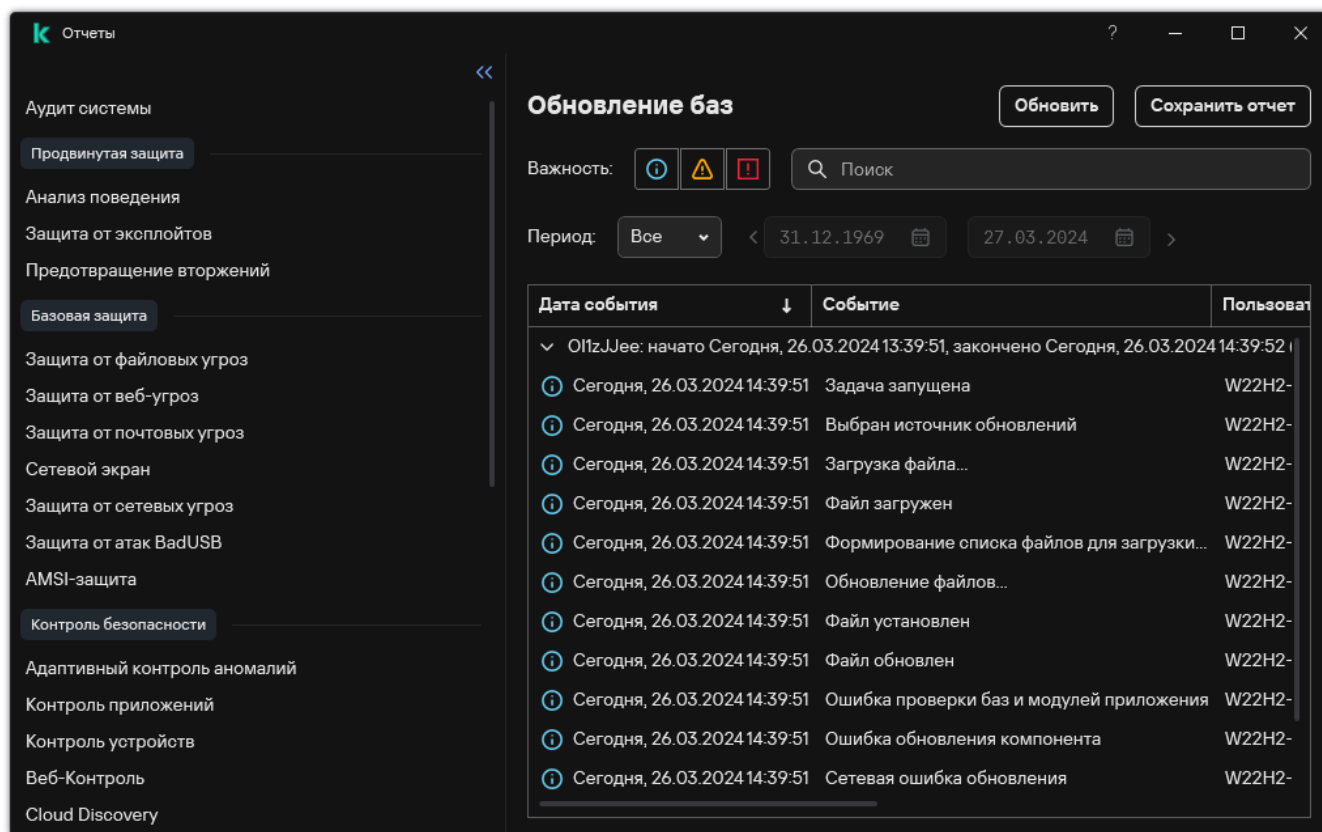 Отчеты
?
Аудит системы
Продвинутая защита
Анализ поведения
Защита от эксплойтов
Предотвращение вторжений
Базовая защита
Защита от файловых угроз
Защита от веб-угроз
Защита от почтовых угроз
Сетевой экран
Защита от сетевых угроз
Защита от атак BadUSB
AMSI-защита
Контроль безопасности
Адаптивный контроль аномалий
Контроль приложений
Контроль устройств
Веб-Контроль
Cloud Discovery
Обновление баз
Обновить
Сохранить отчет
Важность:
Поиск
Период: Все 31.12.1969 27.03.2024
Дата события Событие Пользоват
OI1zJJee: начато Сегодня, 26.03.2024 13:39:51, закончено Сегодня, 26.03.2024 14:39:52 (
Сегодня, 26.03.2024 14:39:51 Задача запущена W22H2-
Сегодня, 26.03.2024 14:39:51 Выбран источник обновлений W22H2-
Сегодня, 26.03.2024 14:39:51 Загрузка файла... W22H2-
Сегодня, 26.03.2024 14:39:51 Файл загружен W22H2-
Сегодня, 26.03.2024 14:39:51 Формирование списка файлов для загрузки... W22H2-
Сегодня, 26.03.2024 14:39:51 Обновление файлов... W22H2-
Сегодня, 26.03.2024 14:39:51 Файл установлен W22H2-
Сегодня, 26.03.2024 14:39:51 Файл обновлен W22H2-
Сегодня, 26.03.2024 14:39:51 Ошибка проверки баз и модулей приложения W22H2-
Сегодня, 26.03.2024 14:39:51 Ошибка обновления компонента W22H2-
Сегодня, 26.03.2024 14:39:51 Сетевая ошибка обновления W22H2-